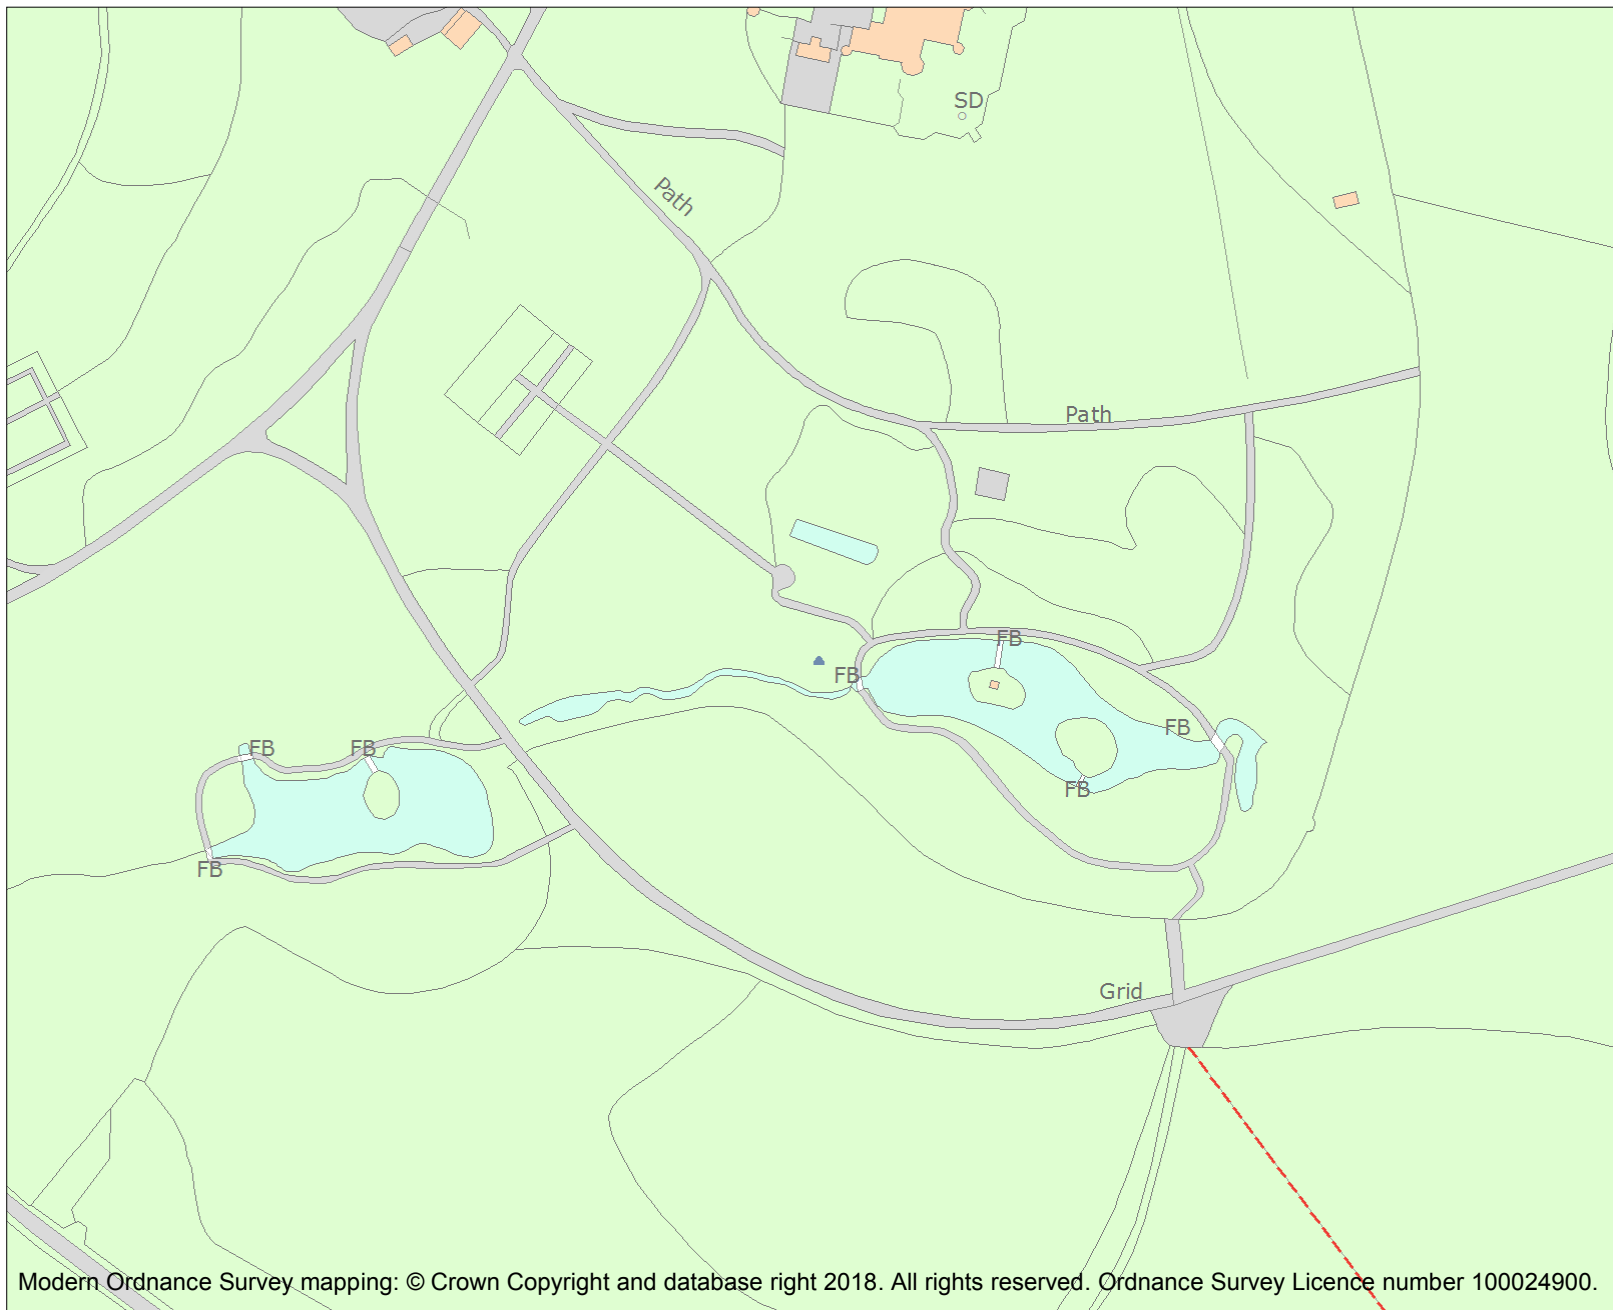 SD
Path
Path
FB
FB
FB
FB
FB
FB
FB
Grid
Modern Ordnance Survey mapping: © Crown Copyright and database right 2018. All rights reserved. Ordnance Survey Licence number 100024900.